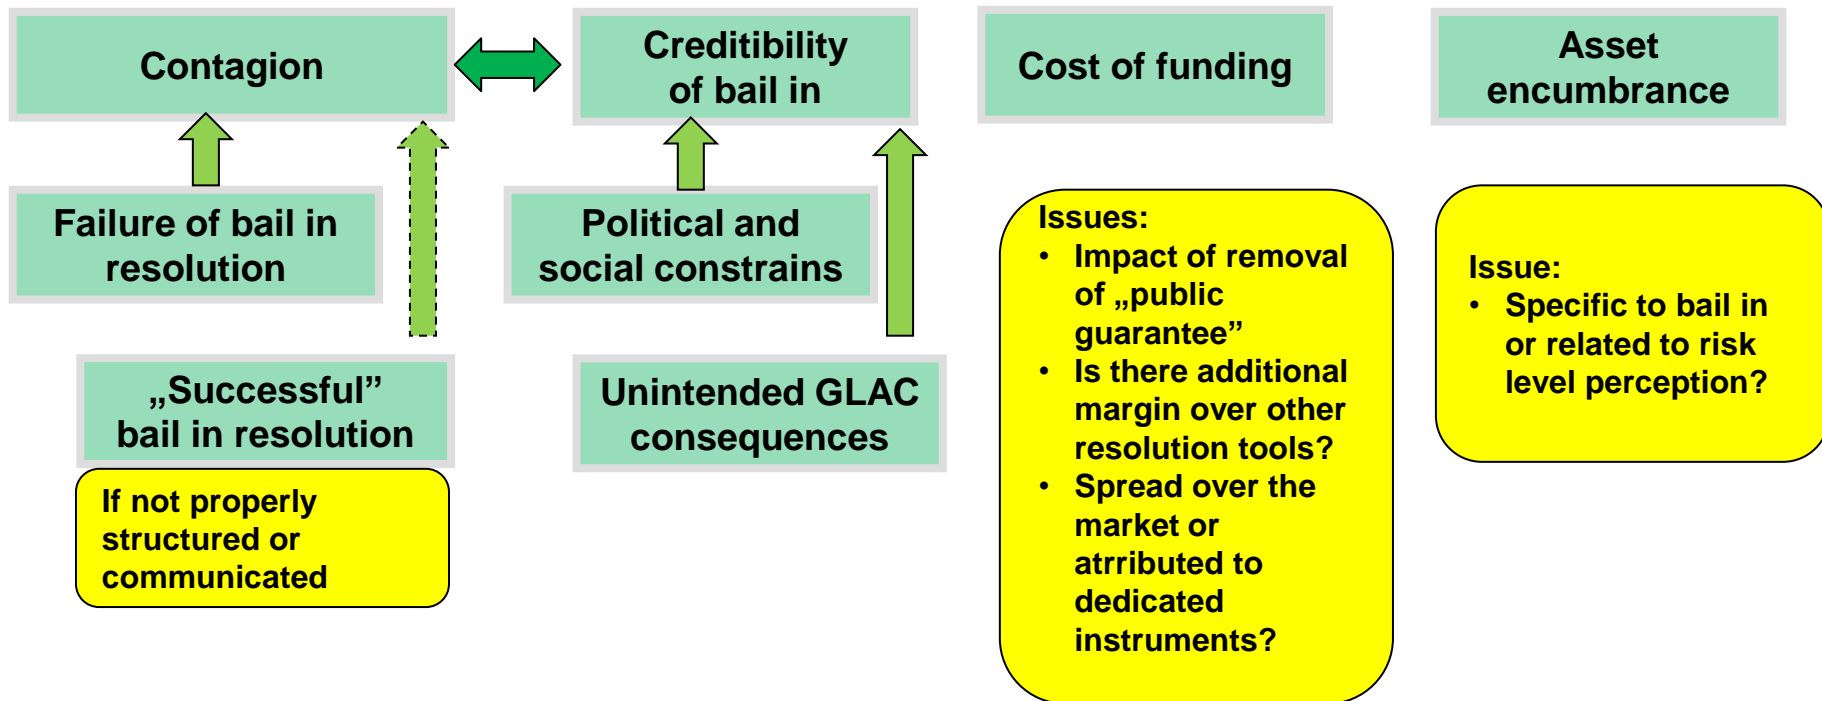 Contagion
Creditibility
of bail in
Cost of funding
Asset
encumbrance
Failure of bail in
resolution
Political and
social constrains
„Successful”
bail in resolution
If not properly
structured or
communicated
Unintended GLAC
consequences
Issues:
• Impact of removal
of „public
guarantee”
• Is there additional
margin over other
resolution tools?
• Spread over the
market or
atrributed to
dedicated
instruments?
Issue:
• Specific to bail in
or related to risk
level perception?